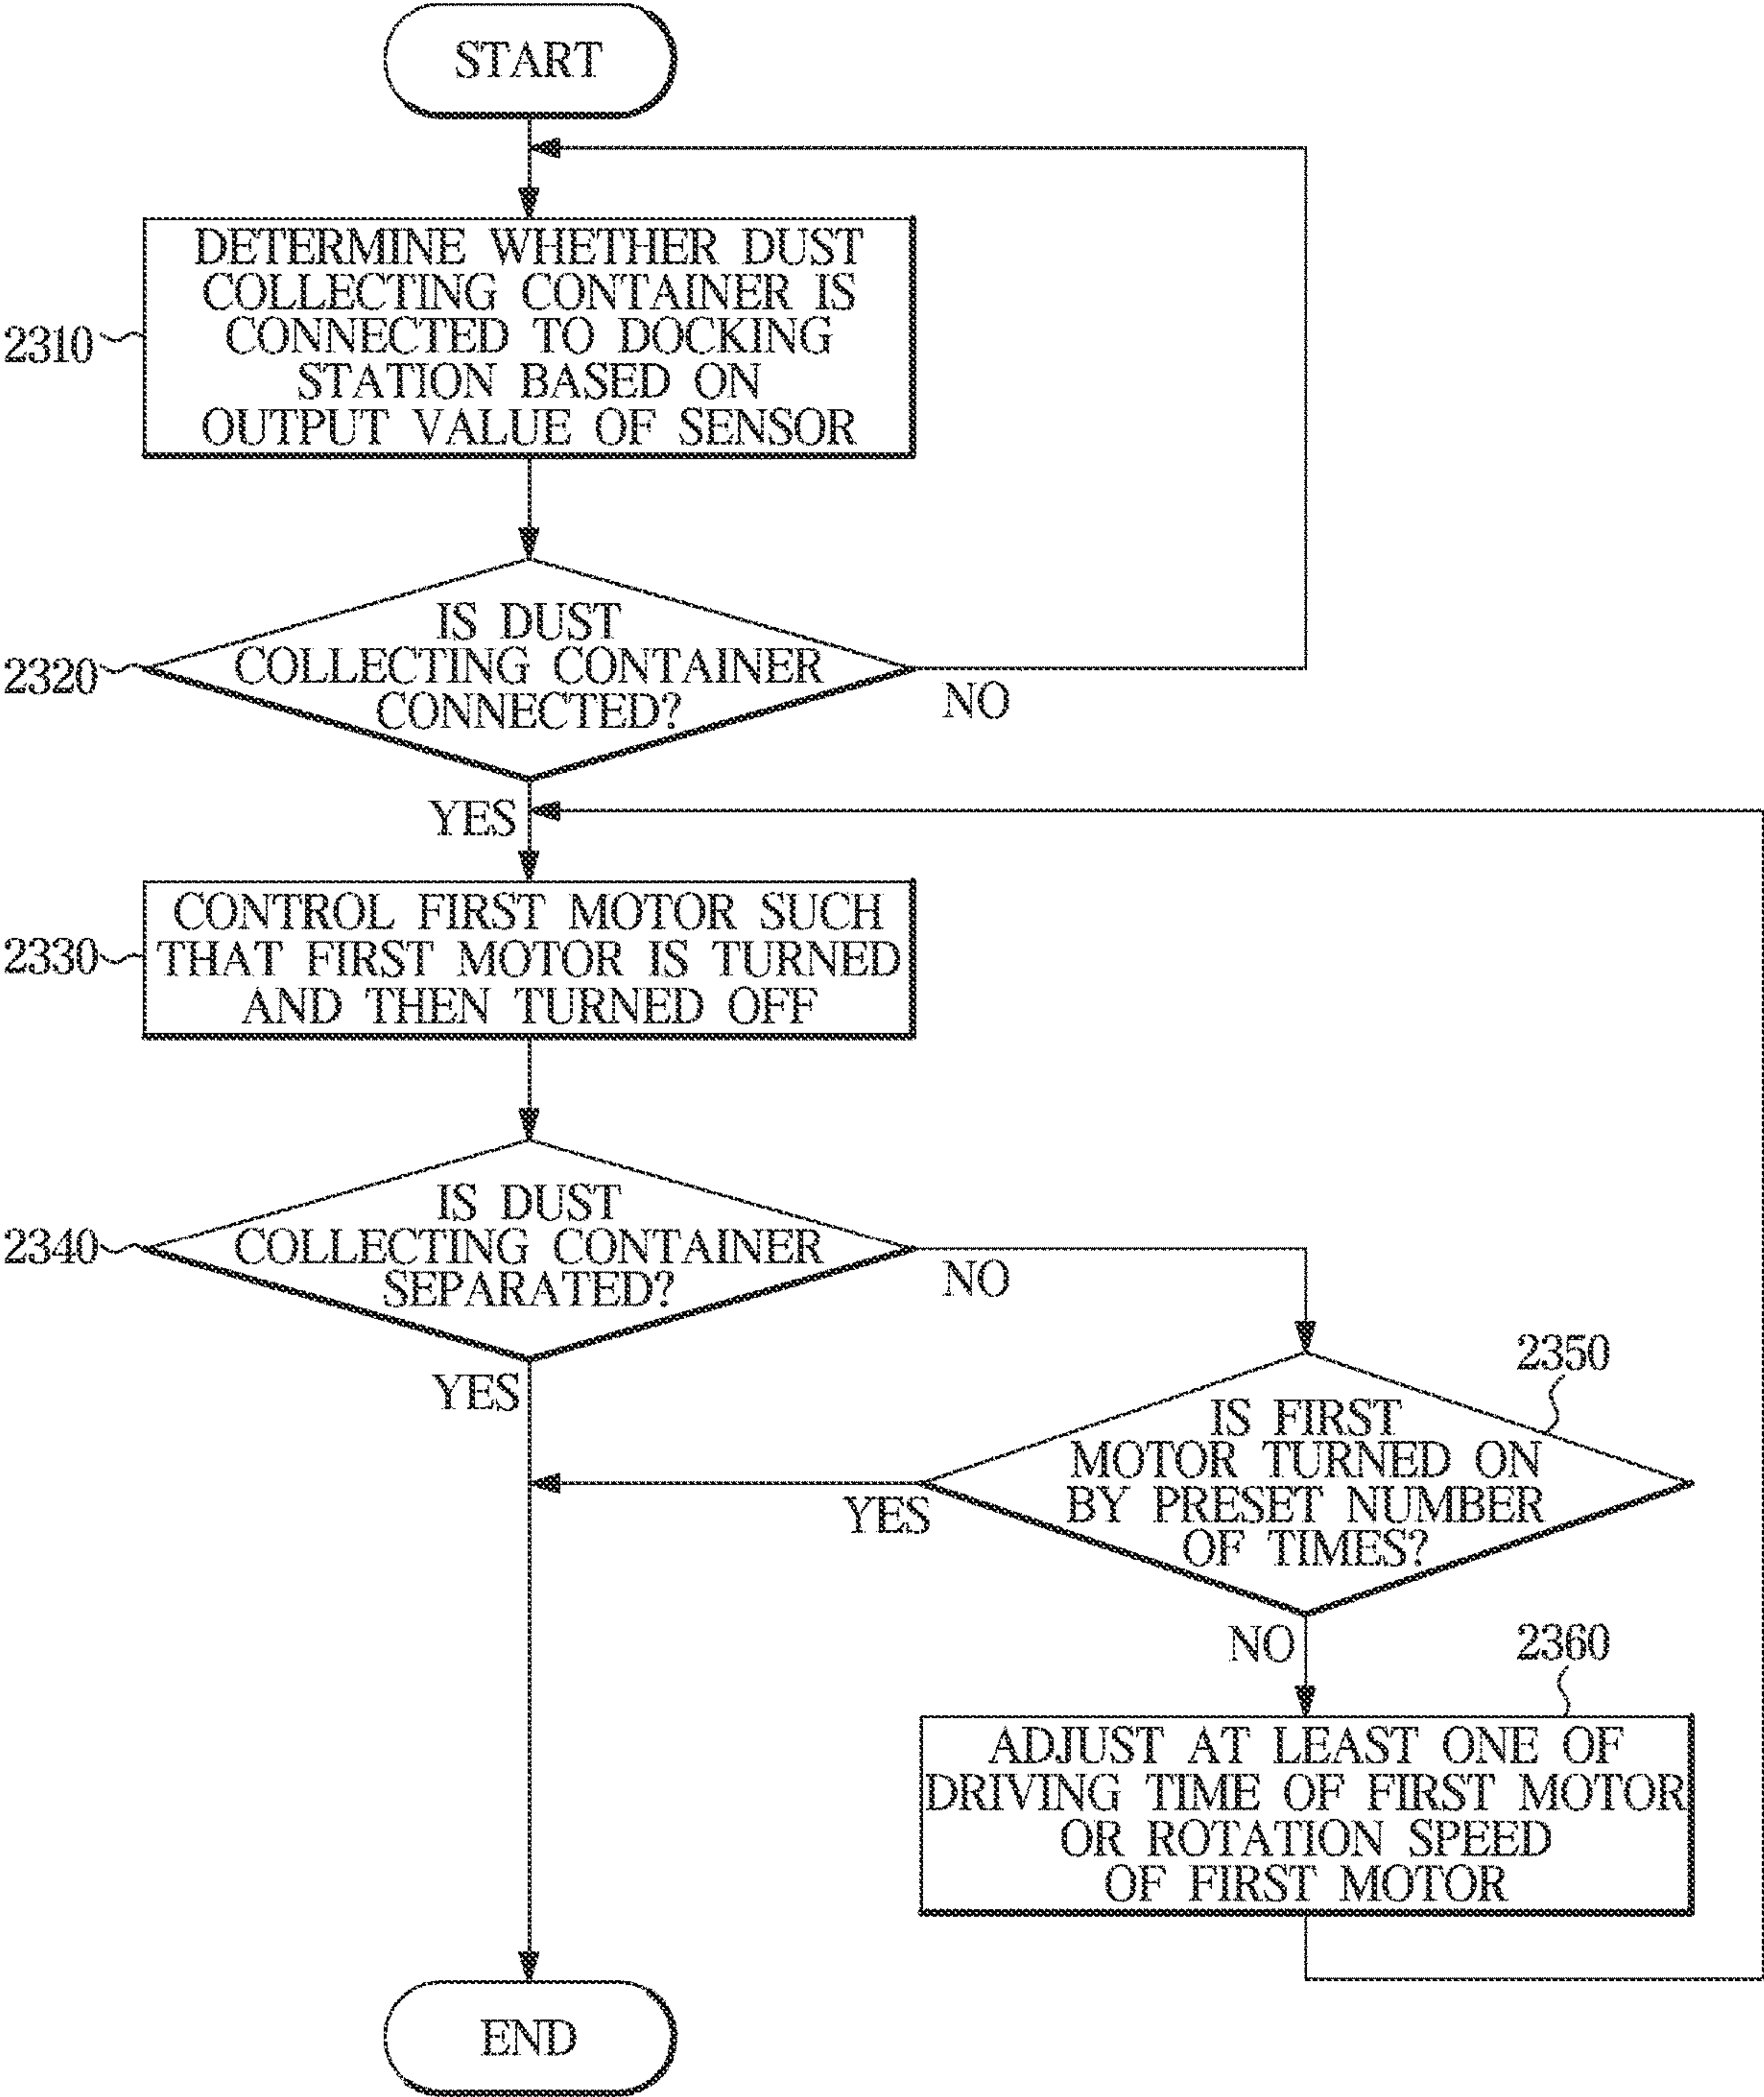 START
DETERMINE WHETHER DUST
COLLECTING CONTAINER IS
CONNECTED TO DOCKING
STATION BASED ON
OUTPUT VALUE OF SENSOR
2310
IS DUST
COLLECTING CONTAINER
CONNECTED?
2320
NO
YES
CONTROL FIRST MOTOR SUCH
THAT FIRST MOTOR IS TURNED
AND THEN TURNED OFF
2330
IS DUST
COLLECTING CONTAINER
SEPARATED?
2340
NO
YES
2350
IS FIRST
MOTOR TURNED ON
BY PRESET NUMBER
OF TIMES?
YES
NO
2360
ADJUST AT LEAST ONE OF
DRIVING TIME OF FIRST MOTOR
OR ROTATION SPEED
OF FIRST MOTOR
END